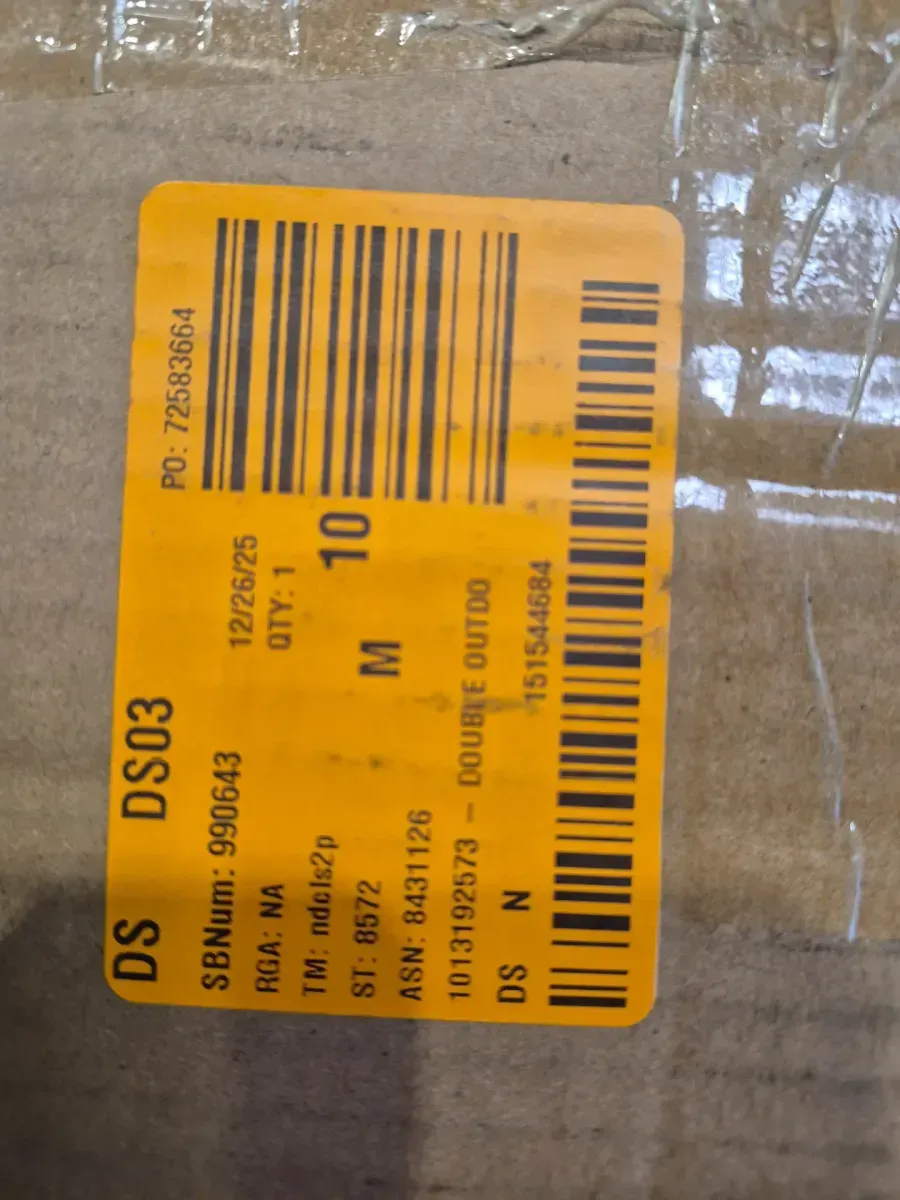 DS DS03
PO: 72583664
SBNum: 990643 12/26/25
RGA: NA QTY: 1
TM: ndcls2p 10
ST: 8572 M
ASN: 8431126
1013192573 – DOUBLE OUTDO
DS N 151544684